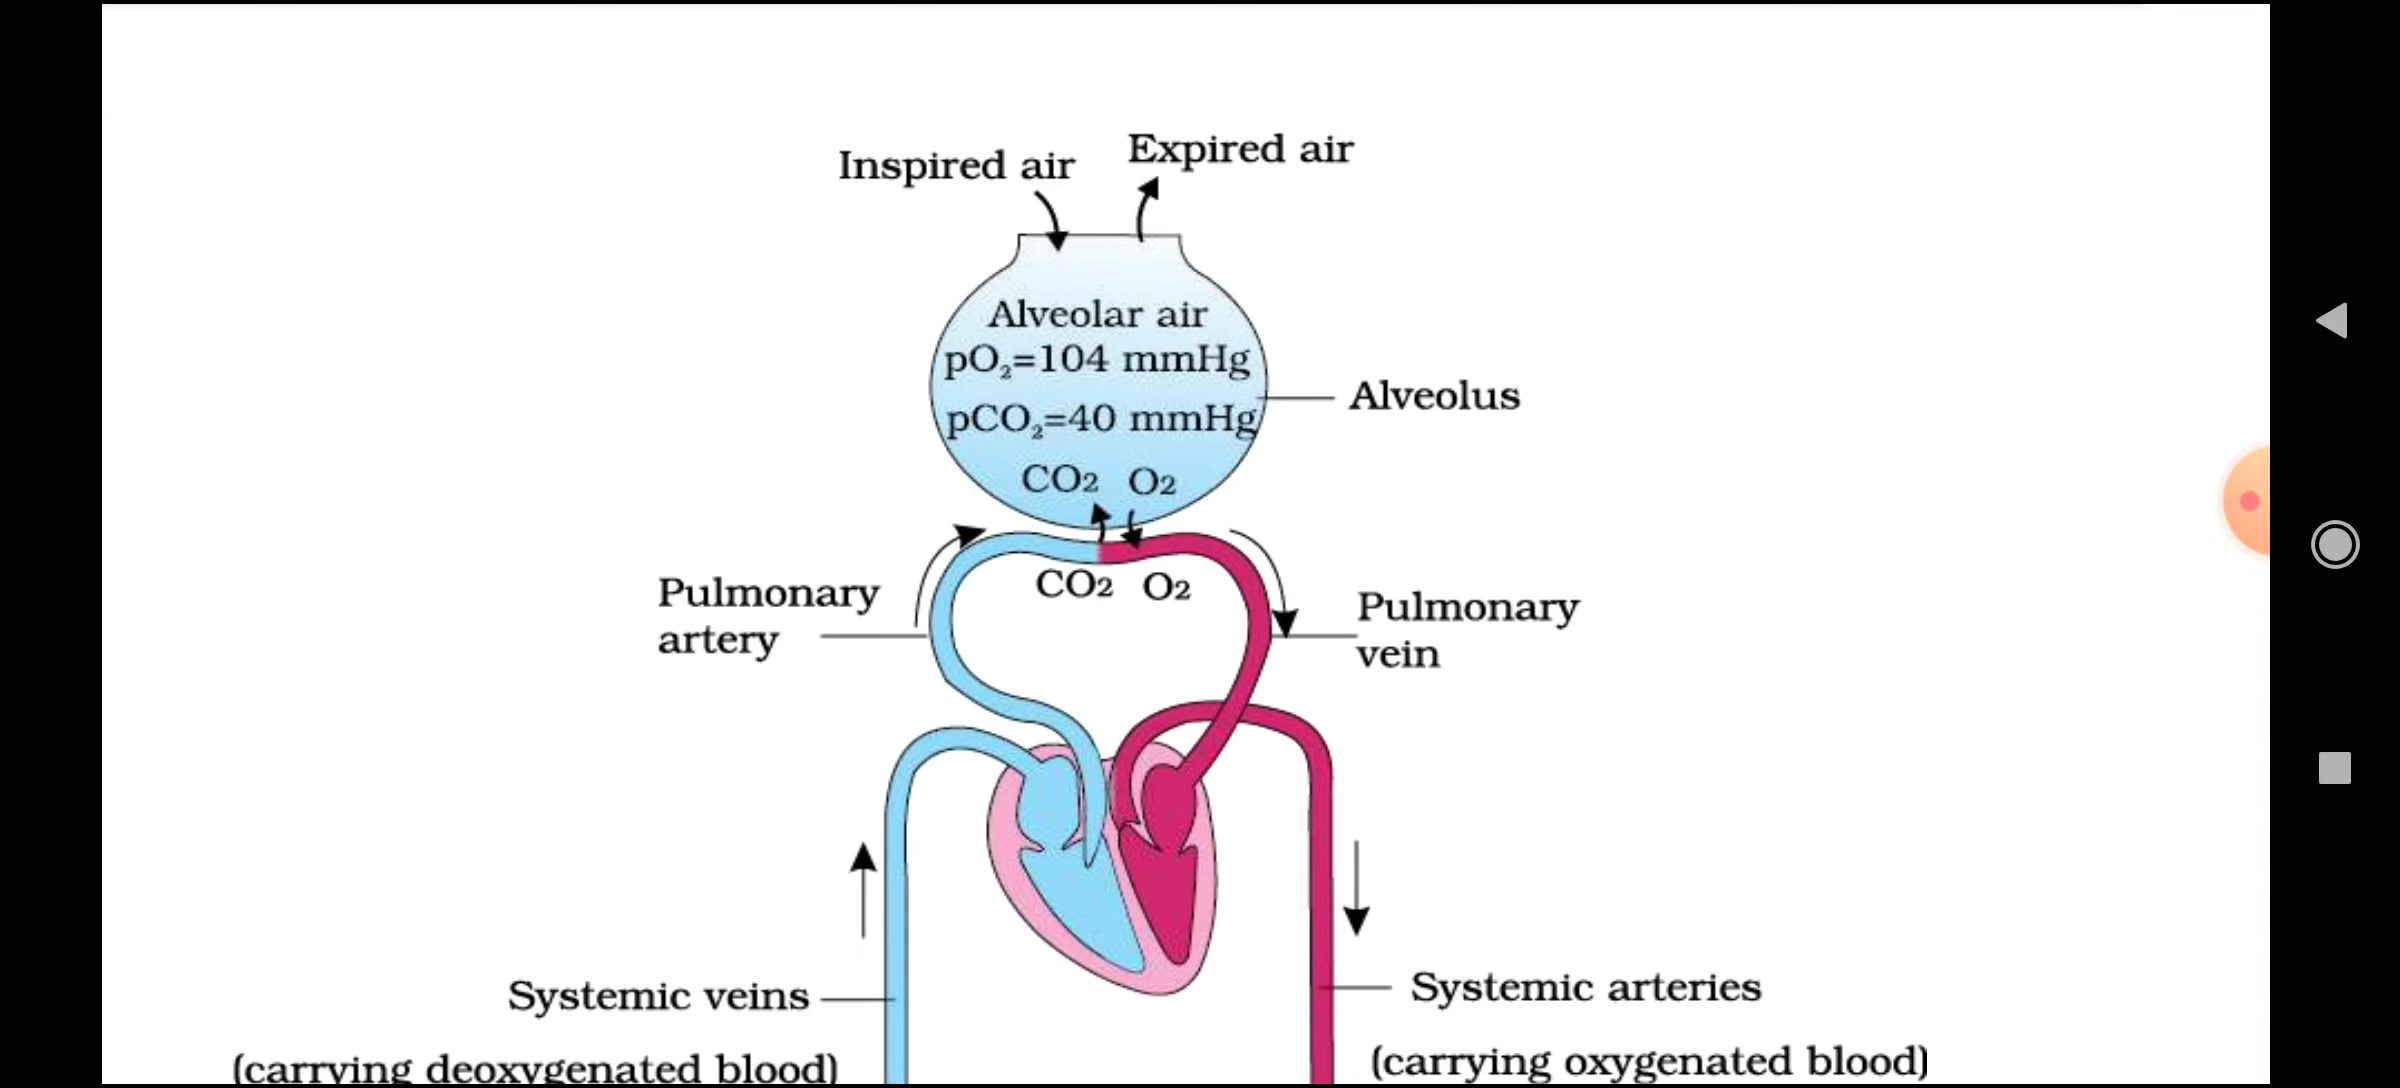 Inspired air
Expired air
Alveolar air
pO₂=104 mmHg
pCO₂=40 mmHg
CO2 O2
Alveolus
CO2 O2
Pulmonary
artery
Pulmonary
vein
Systemic veins
(carrying deoxygenated blood)
Systemic arteries
(carrying oxygenated blood)